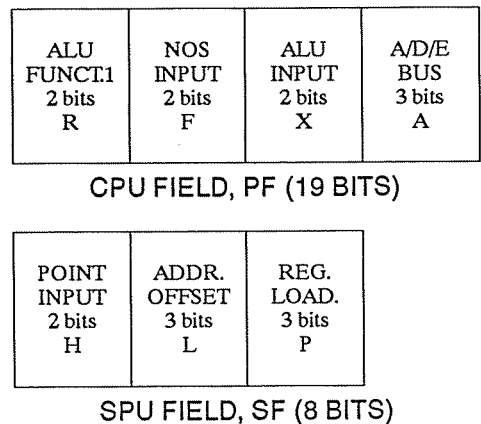 ALU NOS ALU A/D/E
FUNCT.1 INPUT INPUT BUS
2 bits 2 bits 2 bits 3 bits
R F X A
CPU FIELD, PF (19 BITS)
POINT ADDR. REG.
INPUT OFFSET LOAD.
2 bits 3 bits 3 bits
H L P
SPU FIELD, SF (8 BITS)